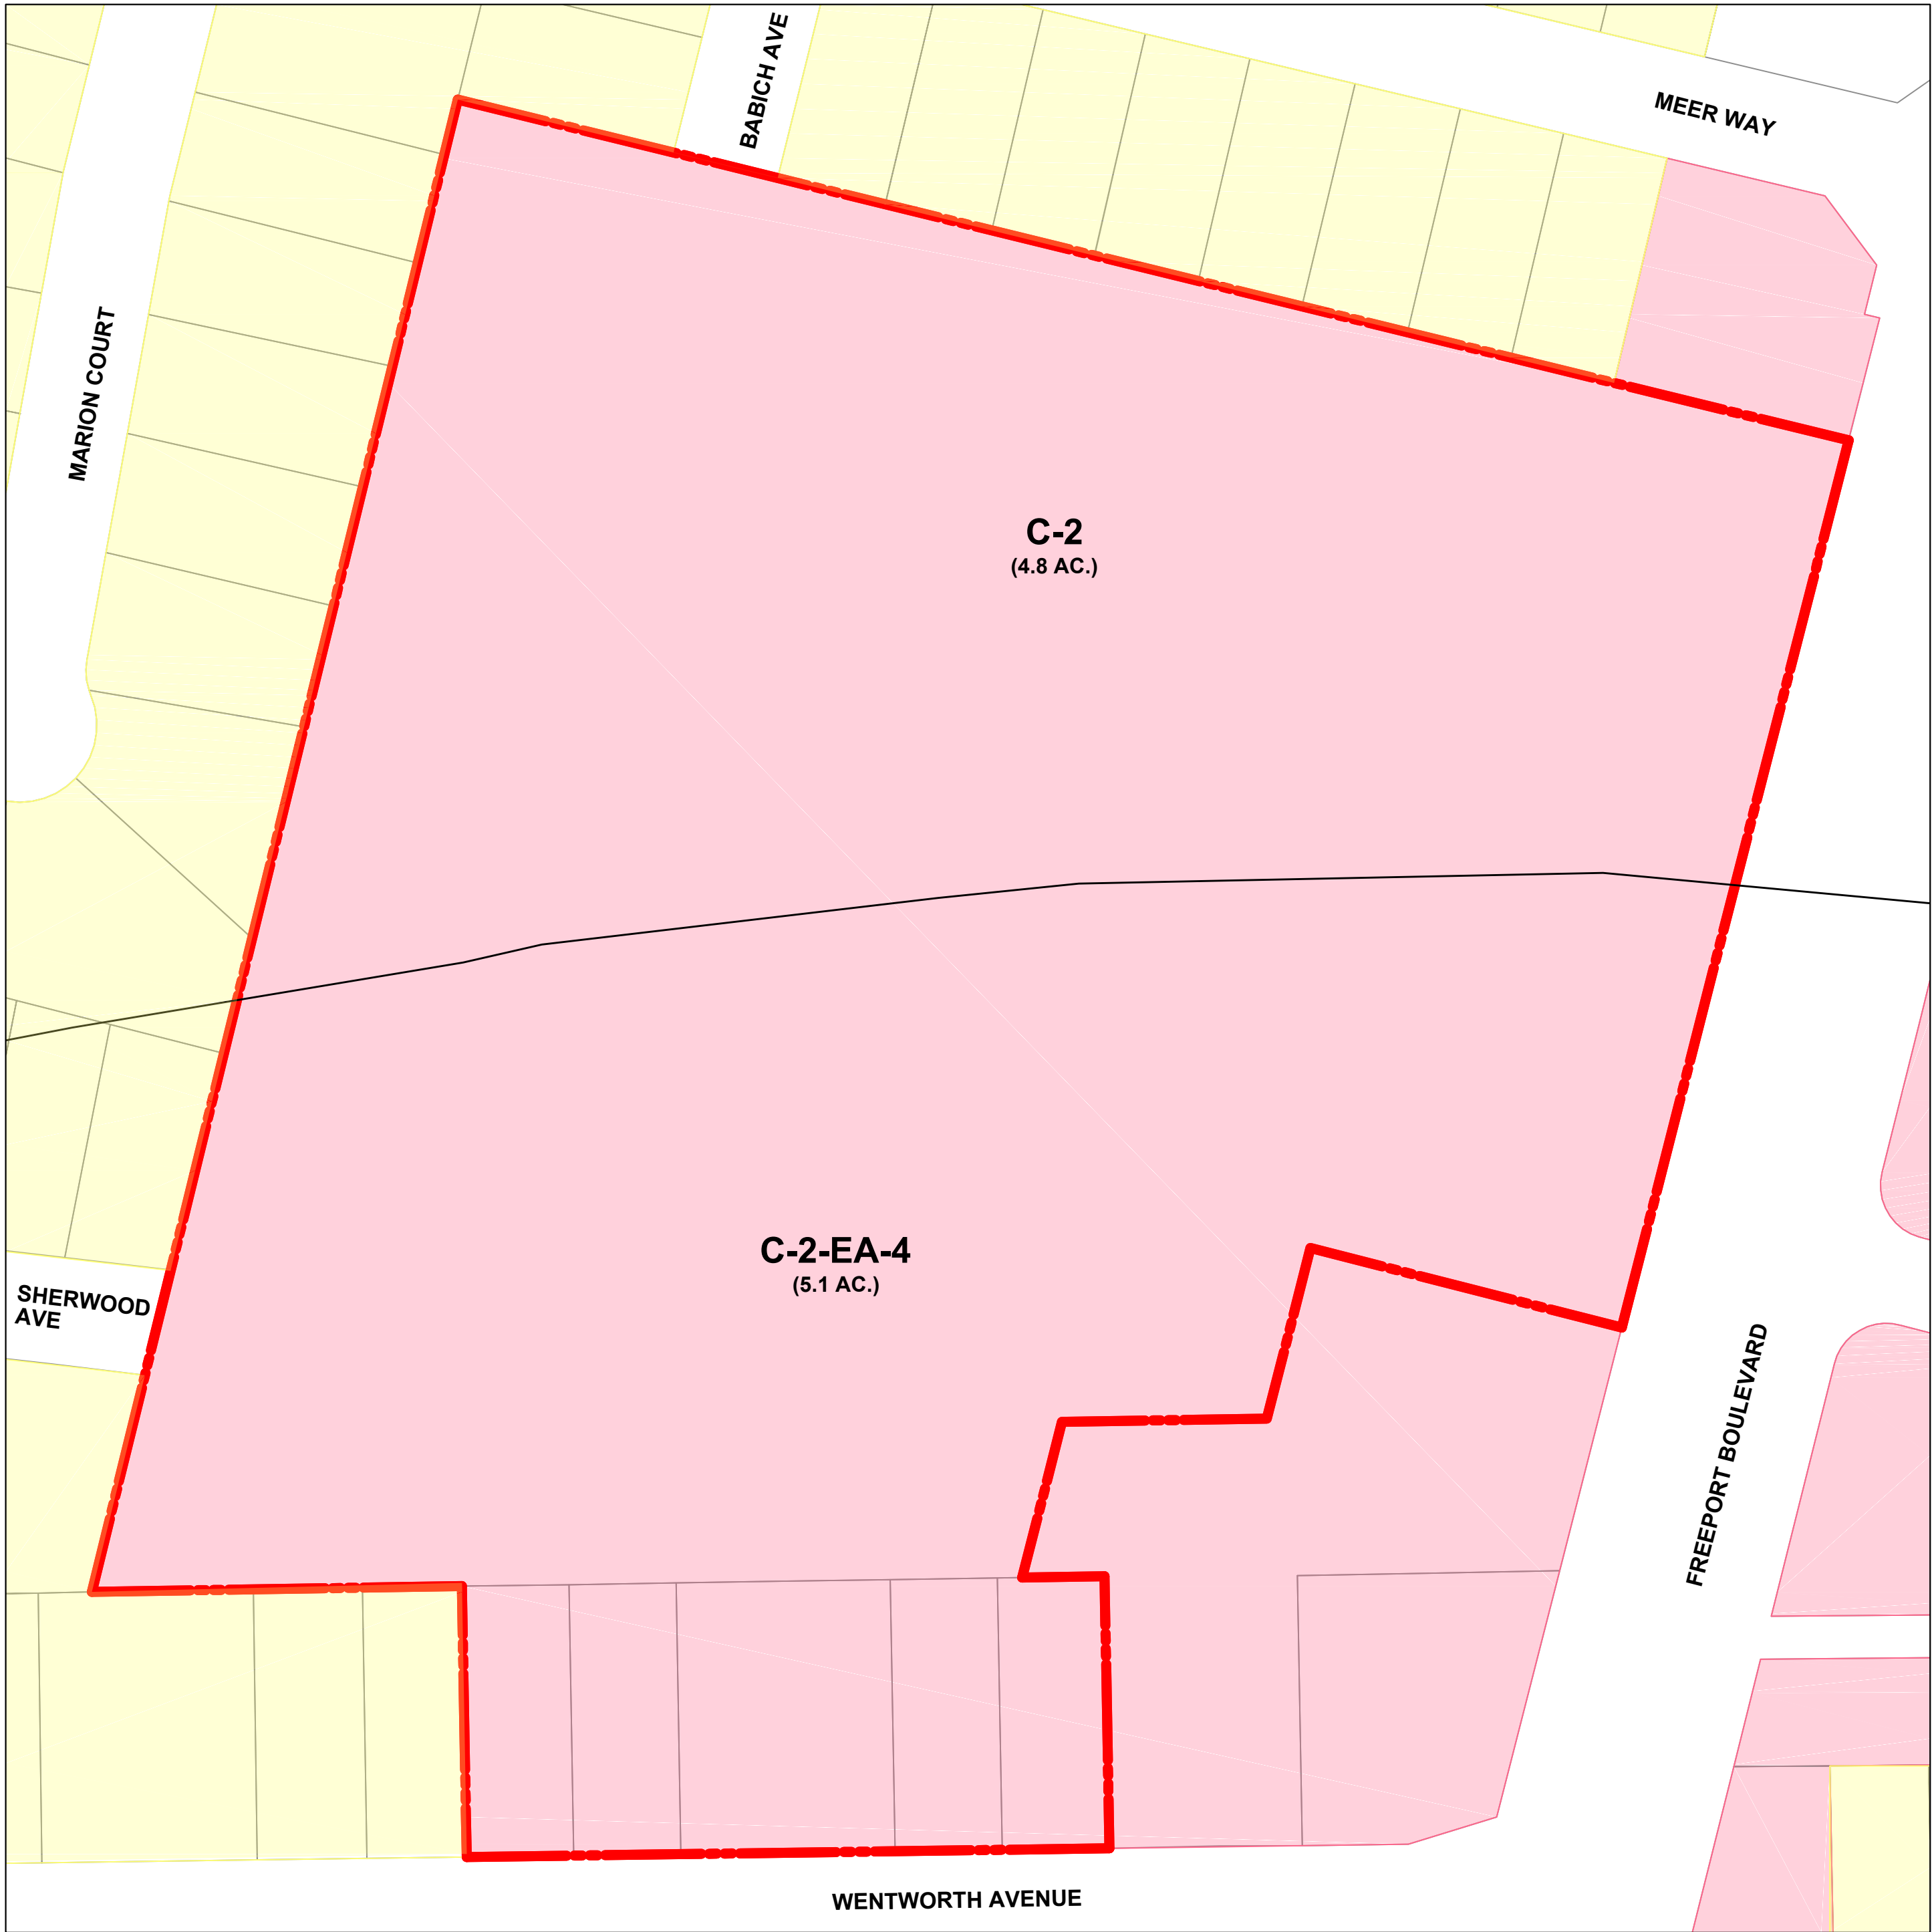 BABICH AVE
MEER WAY
MARION COURT
C-2
(4.8 AC.)
C-2-EA-4
(5.1 AC.)
SHERWOOD
AVE
FREEPORT BOULEVARD
WENTWORTH AVENUE